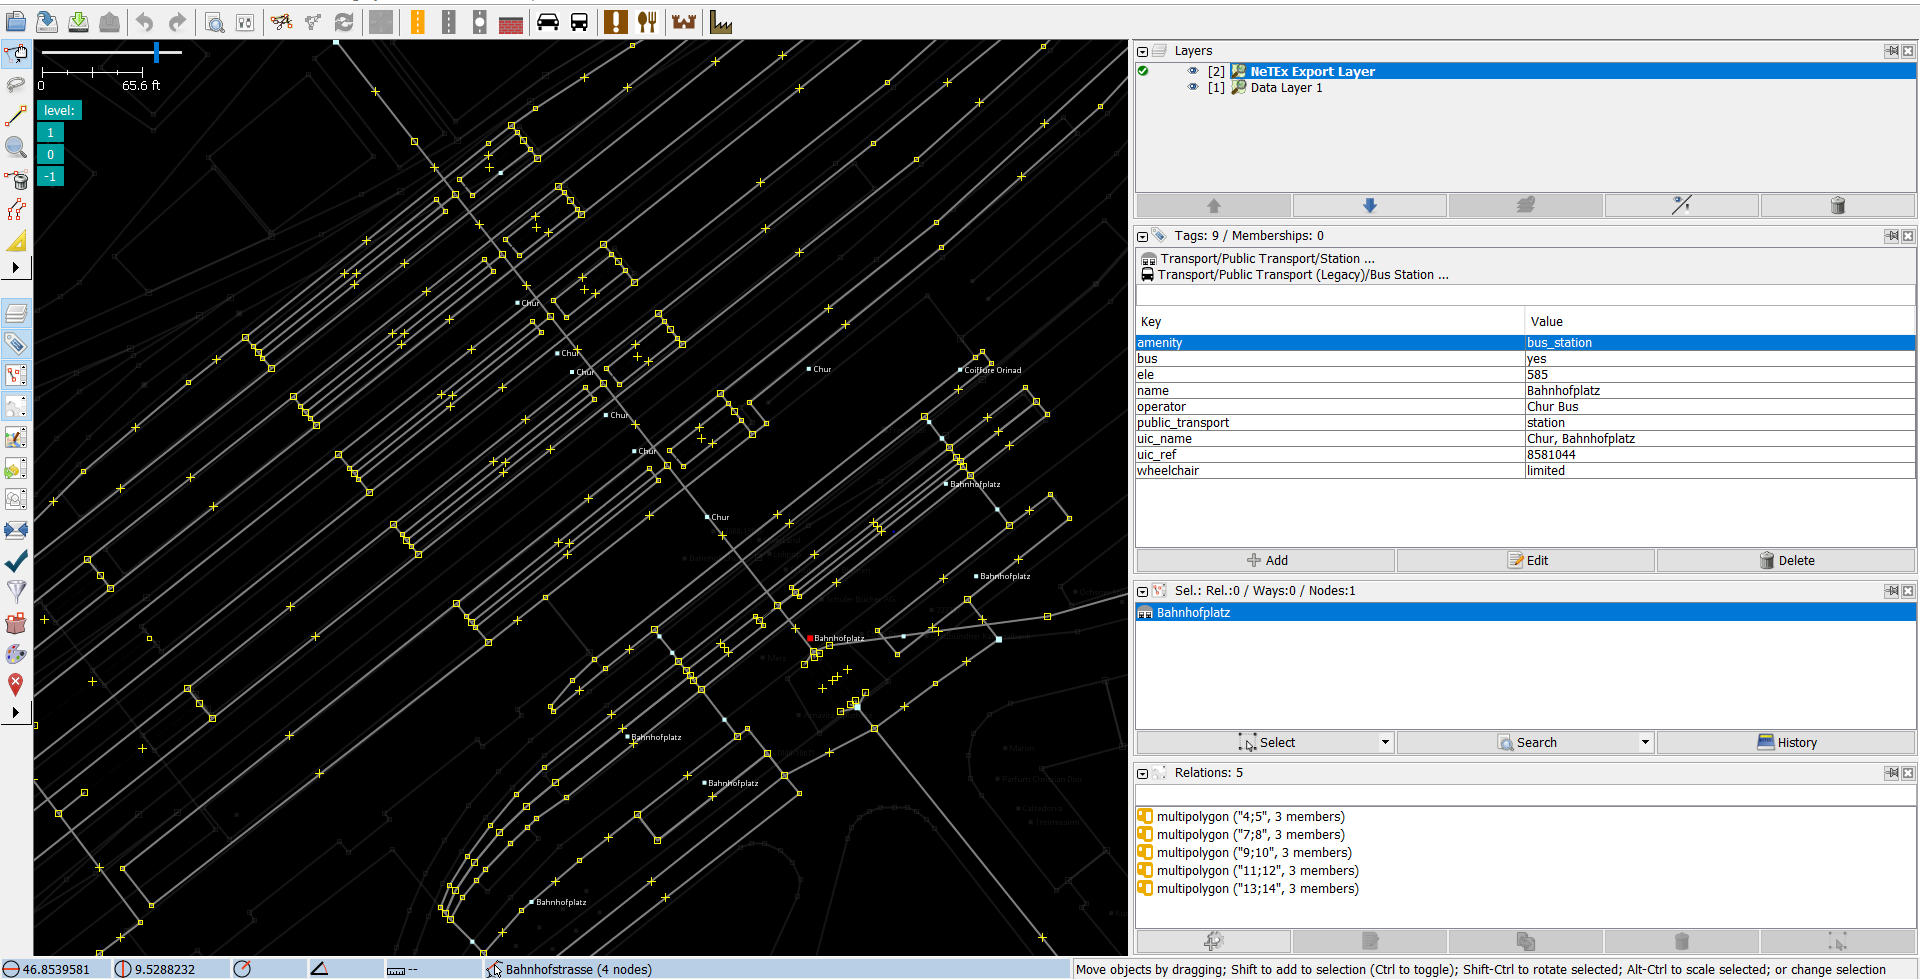 0
65.6 ft
level:
1
0
-1
Chur
Chur
Chur
Chur
Chur
Chur
Chur
Coiffure Orinad
Bahnhofplatz
Bahnhofplatz
Bahnhofplatz
Bahnhofplatz
Bahnhofplatz
Bahnhofplatz
Layers
[2] NeTEx Export Layer
[1] Data Layer 1
Tags: 9 / Memberships: 0
Transport/Public Transport/Station ...
Transport/Public Transport (Legacy)/Bus Station ...
Key Value
amenity bus_station
bus yes
ele 585
name Bahnhofplatz
operator Chur Bus
public_transport station
uic_name Chur, Bahnhofplatz
uic_ref 8581044
wheelchair limited
Add Edit Delete
Sel.: Rel.:0 / Ways:0 / Nodes:1
Bahnhofplatz
Select Search History
Relations: 5
multipolygon ("4;5", 3 members)
multipolygon ("7;8", 3 members)
multipolygon ("9;10", 3 members)
multipolygon ("11;12", 3 members)
multipolygon ("13;14", 3 members)
46.8539581 9.5288232 -- Bahnhofstrasse (4 nodes)
Move objects by dragging; Shift to add to selection (Ctrl to toggle); Shift-Ctrl to rotate selected; Alt-Ctrl to scale selected; or change selection